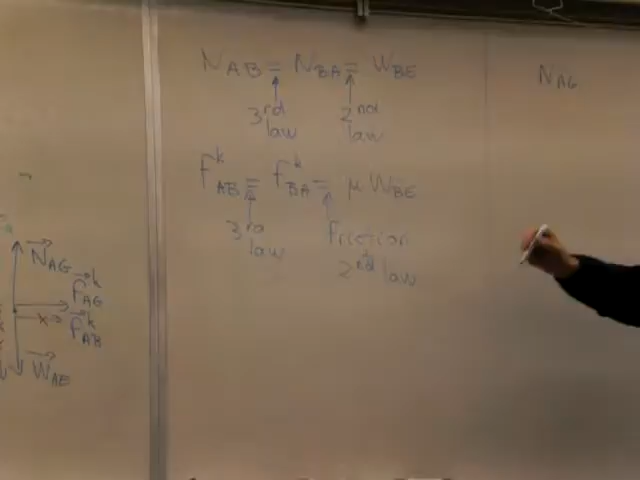 N_AB = N_BA = W_BE
3rd law
2nd law
f^k_AB = f^k_BA = μ W_BE
3rd law
Friction
2nd law
N_AG
N_AG
f^k_AG
f^k_AB